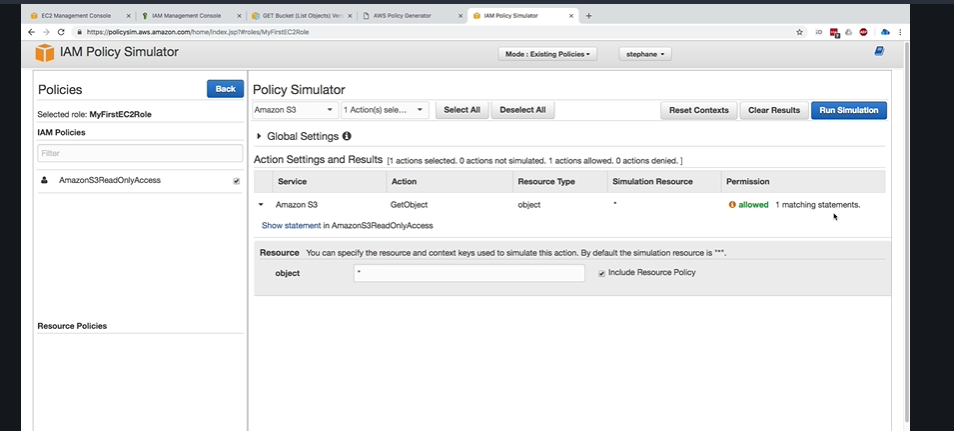 EC2 Management Console
IAM Management Console
GET Bucket (List Objects) Ver
AWS Policy Generator
IAM Policy Simulator
https://policysim.aws.amazon.com/home/index.jsp?#roles/MyFirstEC2Role
IAM Policy Simulator
Mode : Existing Policies
stephane
Policies
Back
Selected role: MyFirstEC2Role
IAM Policies
Filter
AmazonS3ReadOnlyAccess
Resource Policies
Policy Simulator
Amazon S3
1 Action(s) sele...
Select All
Deselect All
Reset Contexts
Clear Results
Run Simulation
Global Settings
Action Settings and Results [1 actions selected. 0 actions not simulated. 1 actions allowed. 0 actions denied. ]
Service Action Resource Type Simulation Resource Permission
Amazon S3 GetObject object * allowed 1 matching statements.
Show statement in AmazonS3ReadOnlyAccess
Resource You can specify the resource and context keys used to simulate this action. By default the simulation resource is "*".
object * Include Resource Policy